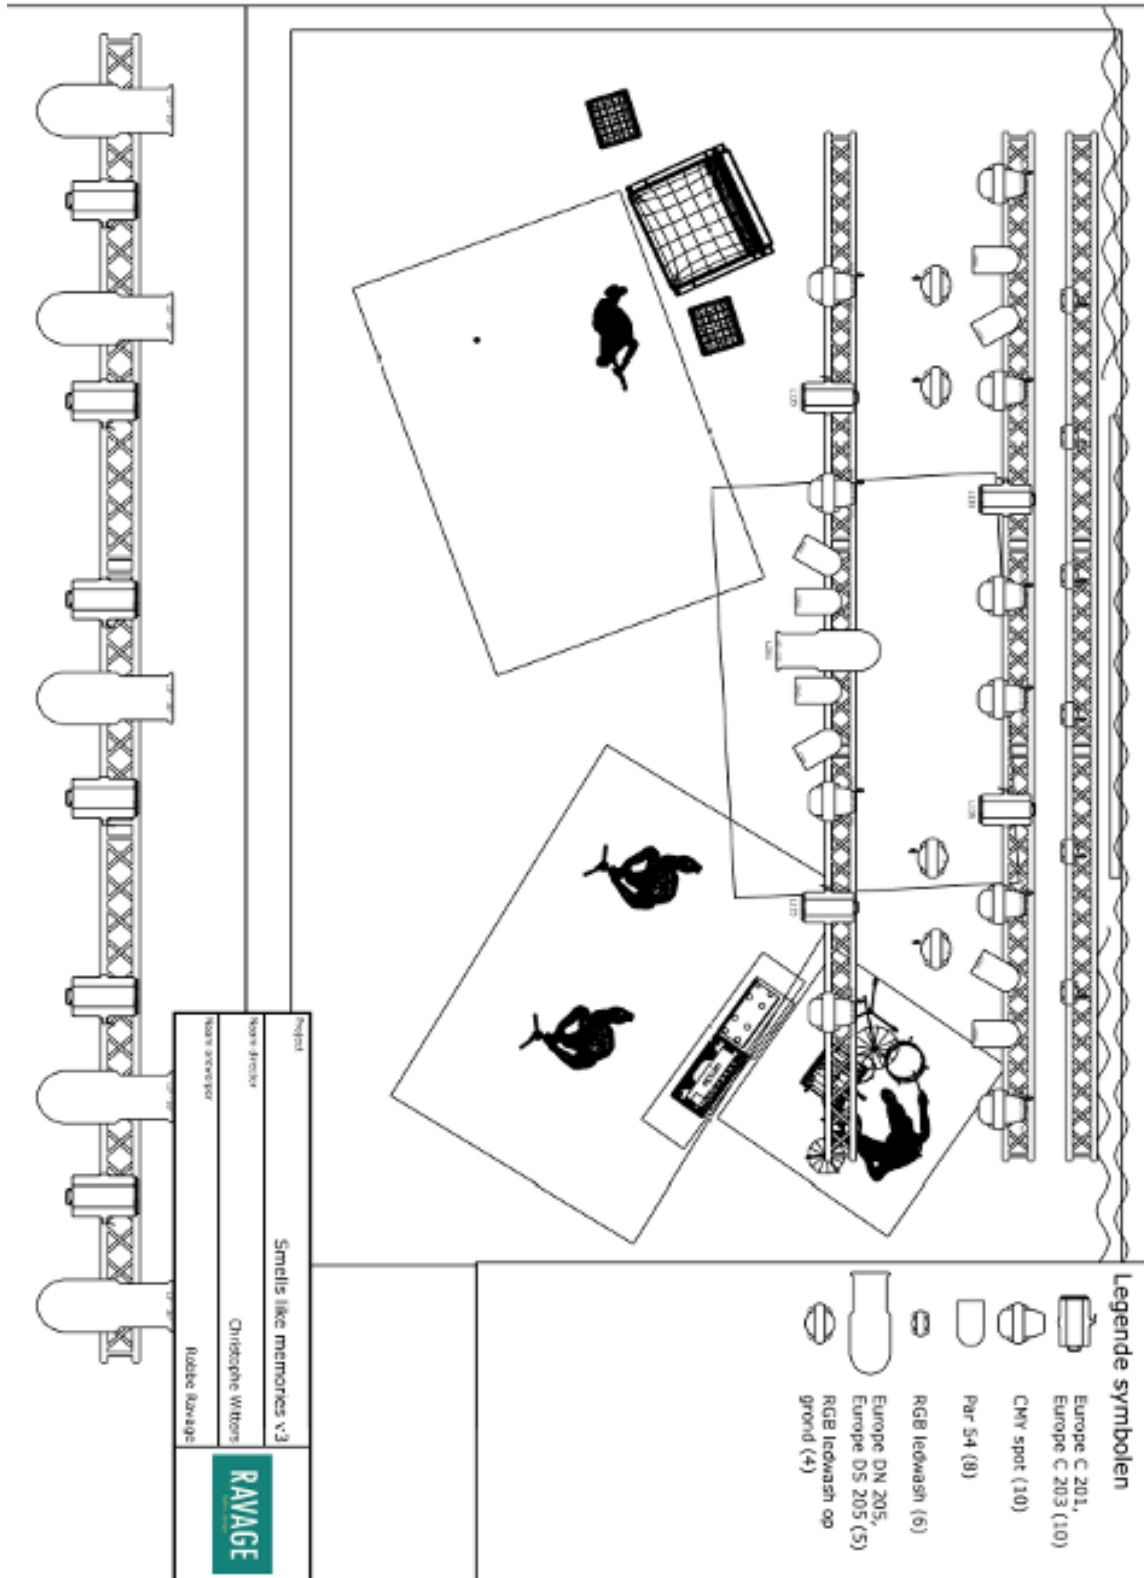 Legende symbolen
Europe C 201,
Europe C 203 (10)
CMY spot (10)
Par 54 (8)
RGB ledwash (6)
Europe DN 205,
Europe DS 205 (5)
RGB ledwash op
grond (4)
Project
Smells like memories v3
Naam director
Christophe Witters
Naam ontwerper
Robbe Ravage
RAVAGE